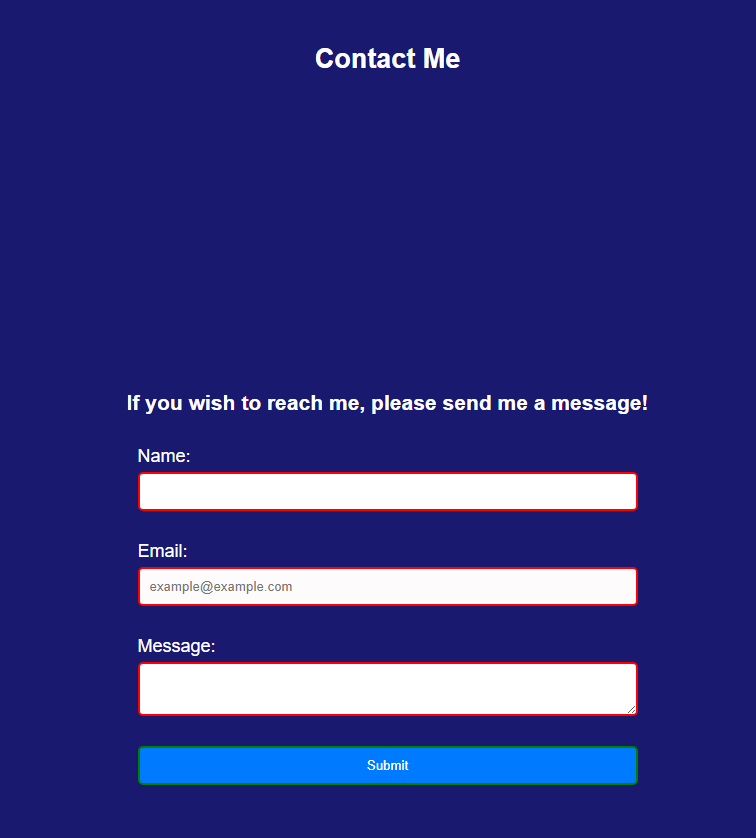 Contact Me
If you wish to reach me, please send me a message!
Name:
Email:
example@example.com
Message:
Submit